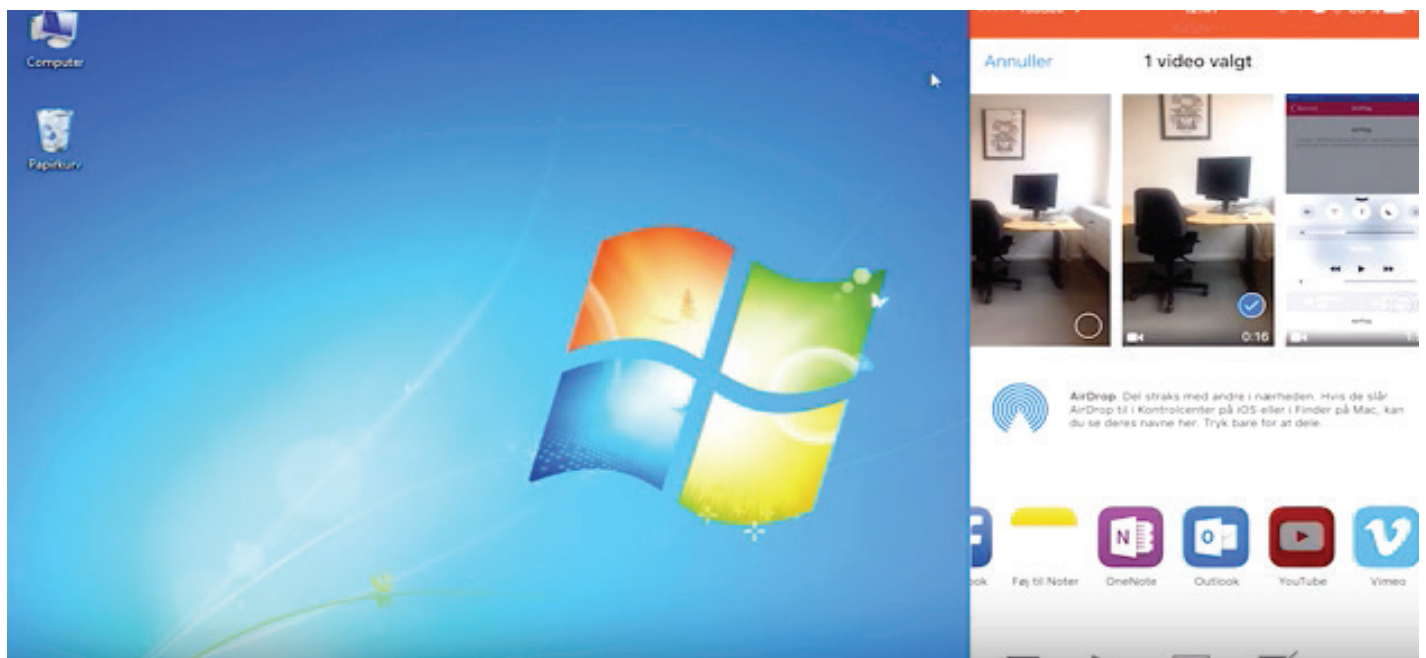 Computer
Papirkurv
Annuller
1 video valgt
0:16
AirDrop. Del straks med andre i nærheden. Hvis de slår
AirDrop til i Kontrolcenter på iOS eller i Finder på Mac, kan
du se deres navne her. Tryk bare for at dele.
Føj til Noter
OneNote
Outlook
YouTube
Vimeo